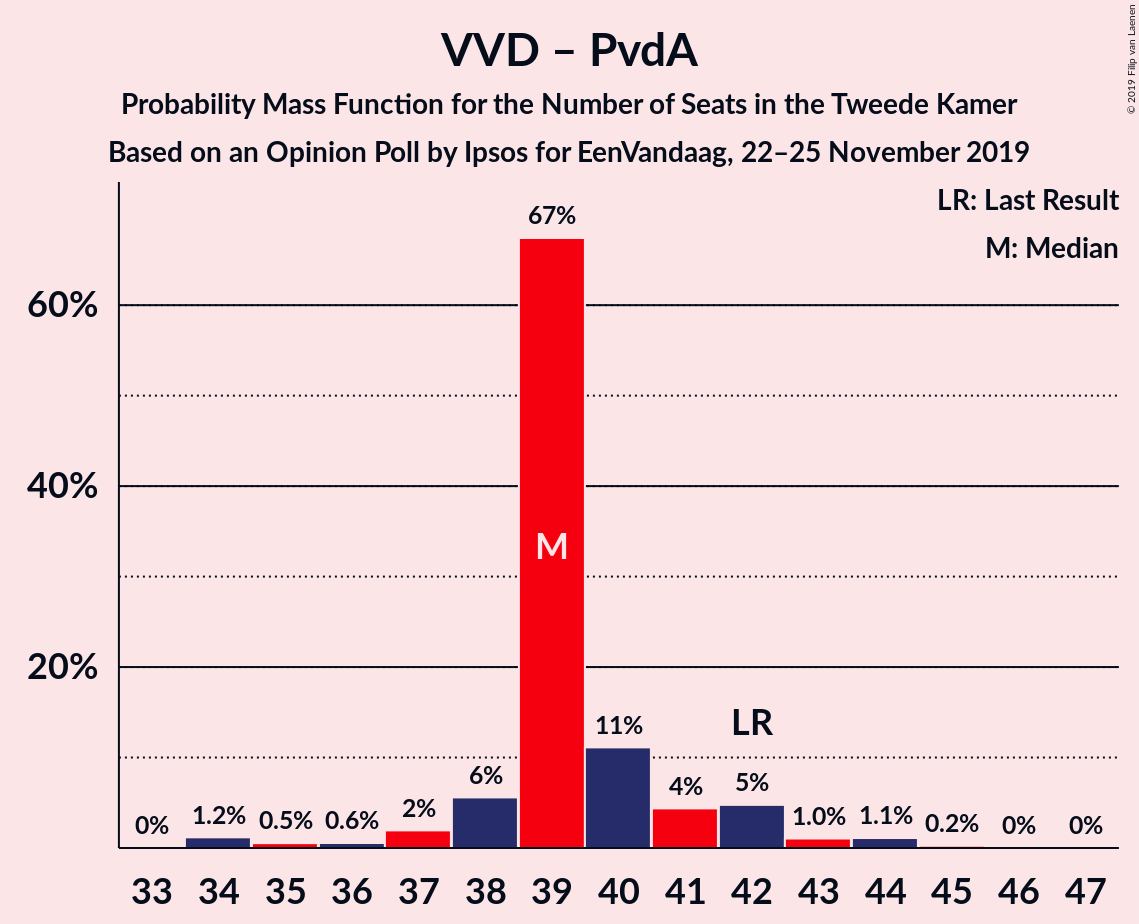 VVD – PvdA
Probability Mass Function for the Number of Seats in the Tweede Kamer
Based on an Opinion Poll by Ipsos for EenVandaag, 22–25 November 2019
© 2019 Filip van Laenen
LR: Last Result
M: Median
67%
60%
40%
M
20%
LR
11%
6%
5%
4%
2%
1.2%
0.5%
0.6%
1.0%
1.1%
0.2%
0%
0%
0%
33 34 35 36 37 38 39 40 41 42 43 44 45 46 47